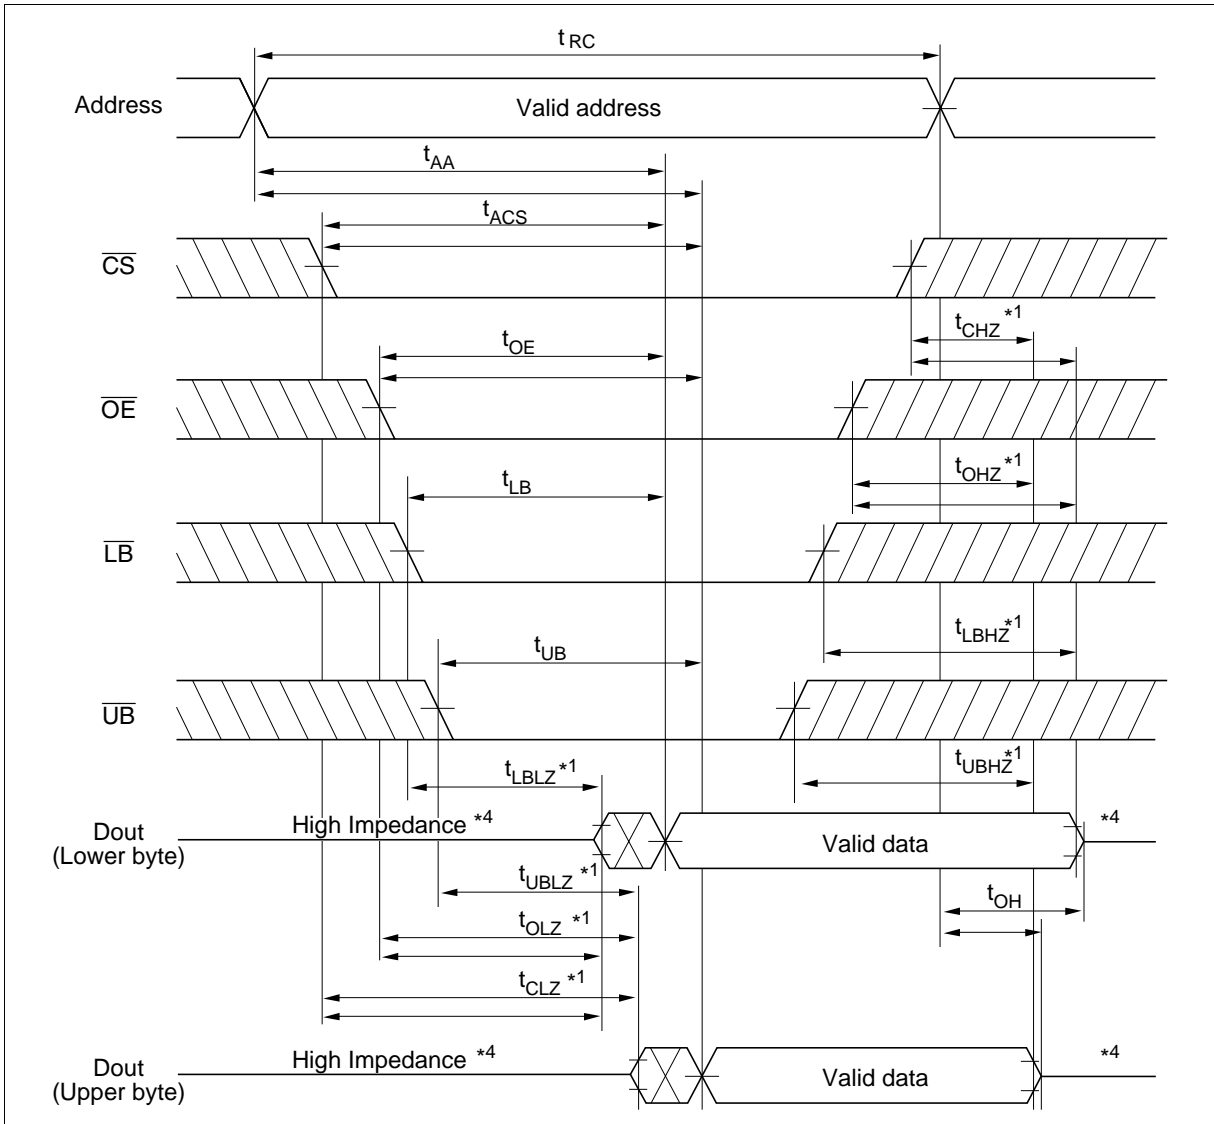 t RC
Address
Valid address
tAA
tACS
CS
tCHZ *1
tOE
OE
tOHZ *1
tLB
LB
tLBHZ *1
tUB
UB
tUBHZ *1
tLBLZ *1
Dout
(Lower byte)
High Impedance *4
Valid data
*4
tUBLZ *1
tOH
tOLZ *1
tCLZ *1
Dout
(Upper byte)
High Impedance *4
Valid data
*4